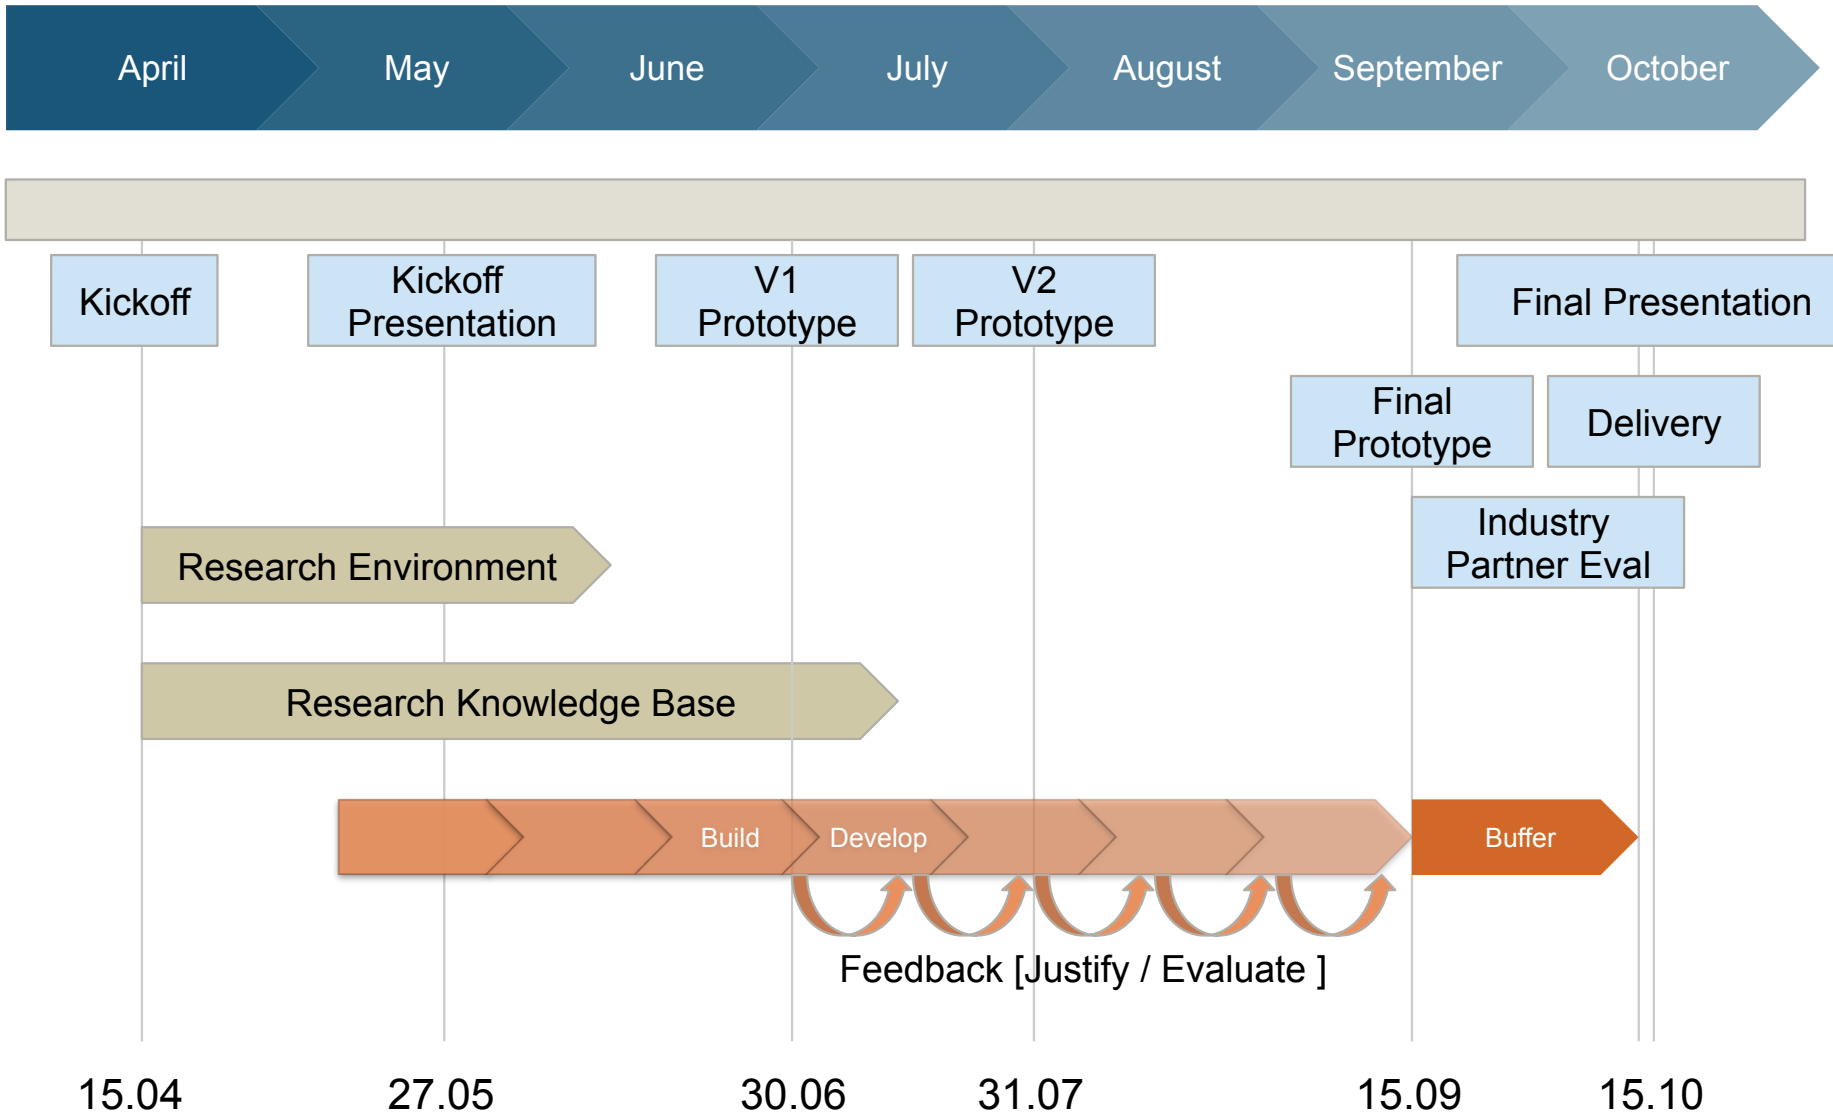 April
May
June
July
August
September
October
Kickoff
Kickoff
Presentation
V1
Prototype
V2
Prototype
Final Presentation
Final
Prototype
Delivery
Industry
Partner Eval
Research Environment
Research Knowledge Base
Build
Develop
Buffer
Feedback [Justify / Evaluate ]
15.04
27.05
30.06
31.07
15.09
15.10